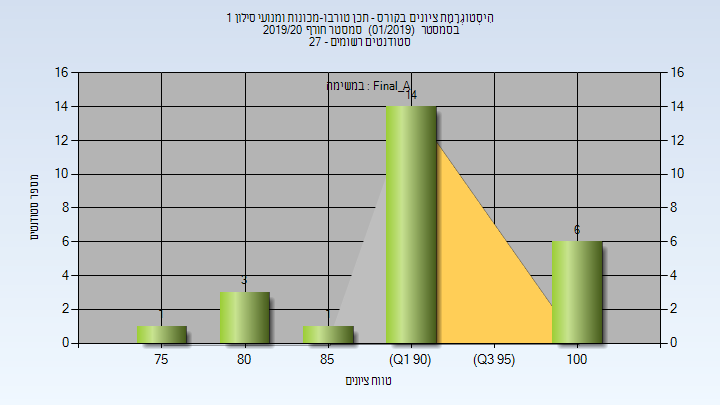 היסטוגרמת ציונים בקורס - תכן טורבו-מכונות ומנועי סילון 1
בסמסטר (01/2019) סמסטר חורף 2019/20
סטודנטים רשומים - 27
במשימה : Final_A
16 16
14 14
12 12
10 10
8 8
6 6
4 4
2 2
0 0
1 3 1 14 6
מספר סטודנטים
75 80 85 (Q1 90) (Q3 95) 100
טווח ציונים